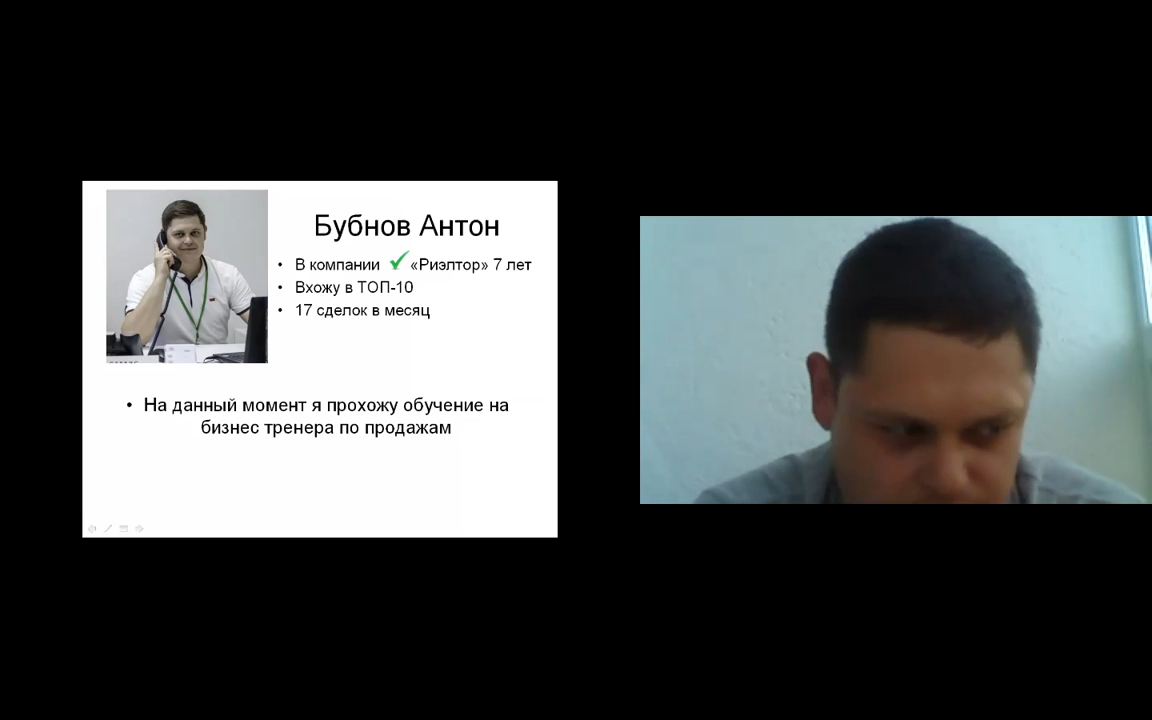 Бубнов Антон
• В компании «Риэлтор» 7 лет
• Вхожу в ТОП-10
• 17 сделок в месяц
• На данный момент я прохожу обучение на
бизнес тренера по продажам